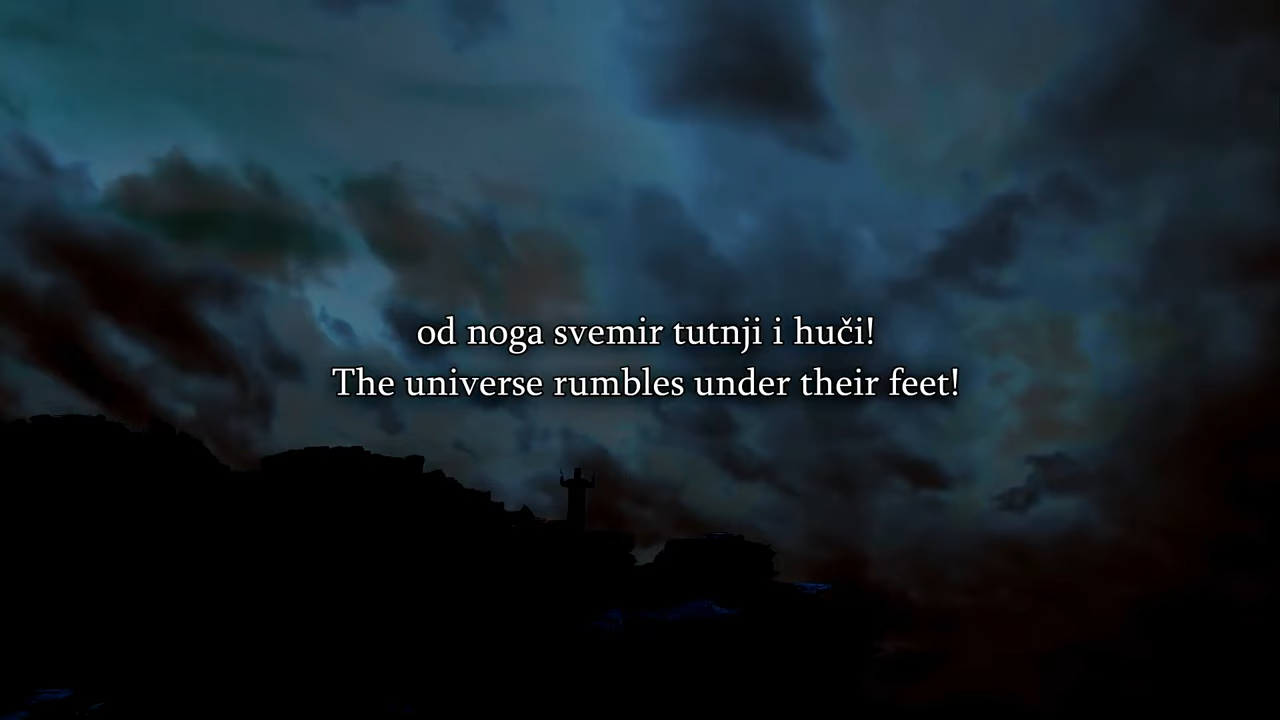 od noga svemir tutnji i huči!
The universe rumbles under their feet!